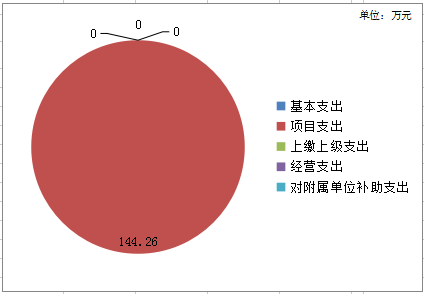 单位：万元
0
0
0
144.26
基本支出
项目支出
上缴上级支出
经营支出
对附属单位补助支出